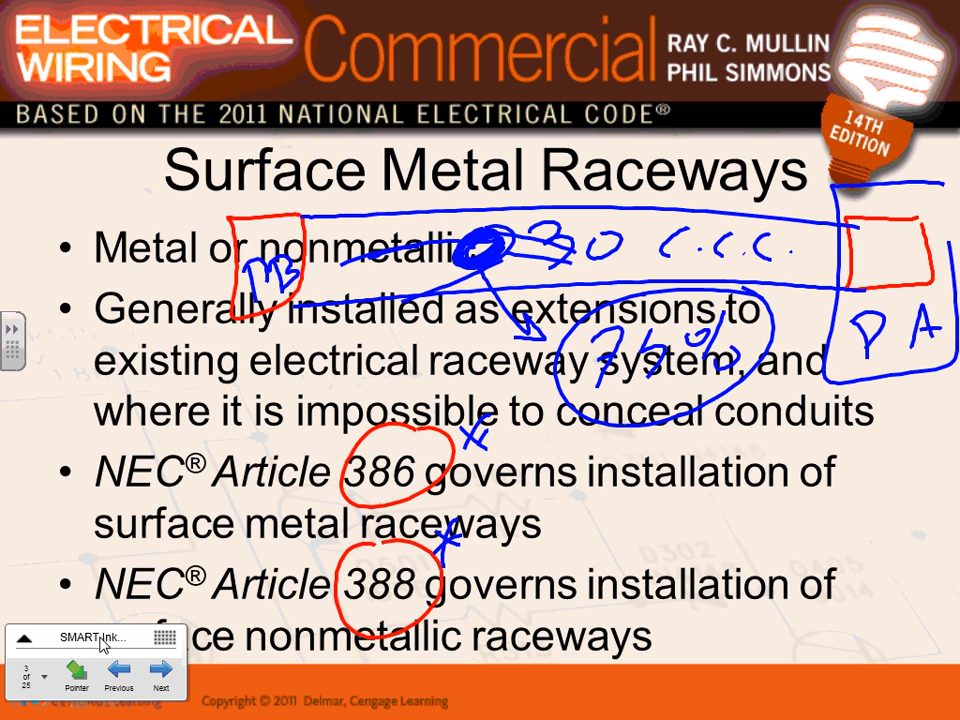 ELECTRICAL
WIRING
Commercial
RAY C. MULLIN
PHIL SIMMONS
BASED ON THE 2011 NATIONAL ELECTRICAL CODE®
14TH
EDITION
Surface Metal Raceways
• Metal or nonmetallic
30 C.C.C.
• Generally installed as extensions to
existing electrical raceway system, and
where it is impossible to conceal conduits
75%
P A
• NEC® Article 386 governs installation of
surface metal raceways
• NEC® Article 388 governs installation of
surface nonmetallic raceways
SMART Ink...
3
of
25
Pointer
Previous
Next
Copyright © 2011 Delmar, Cengage Learning